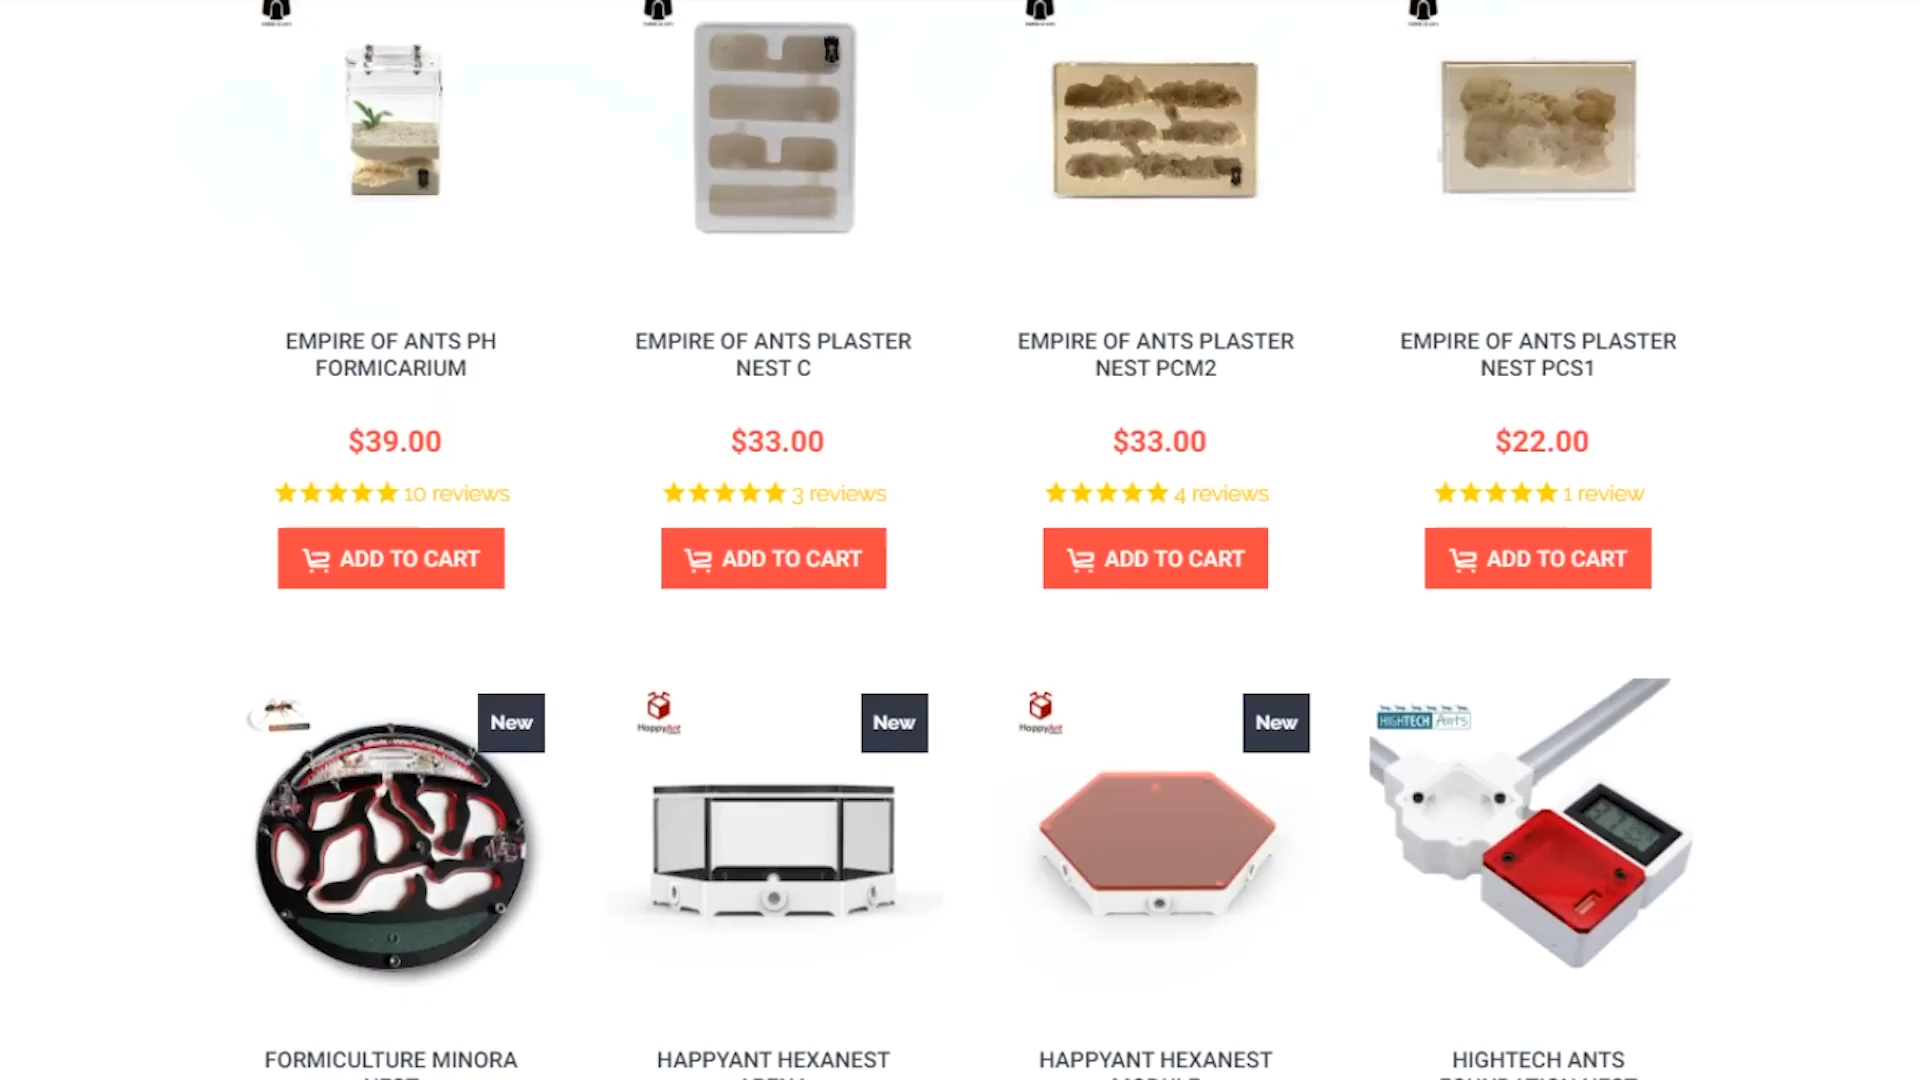 EMPIRE OF ANTS PH
FORMICARIUM
EMPIRE OF ANTS PLASTER
NEST C
EMPIRE OF ANTS PLASTER
NEST PCM2
EMPIRE OF ANTS PLASTER
NEST PCS1
$39.00
$33.00
$33.00
$22.00
10 reviews
3 reviews
4 reviews
1 review
ADD TO CART
ADD TO CART
ADD TO CART
ADD TO CART
New
HappyAnt
New
HappyAnt
New
HIGHTECH Ants
FORMICULTURE MINORA
HAPPYANT HEXANEST
HAPPYANT HEXANEST
HIGHTECH ANTS